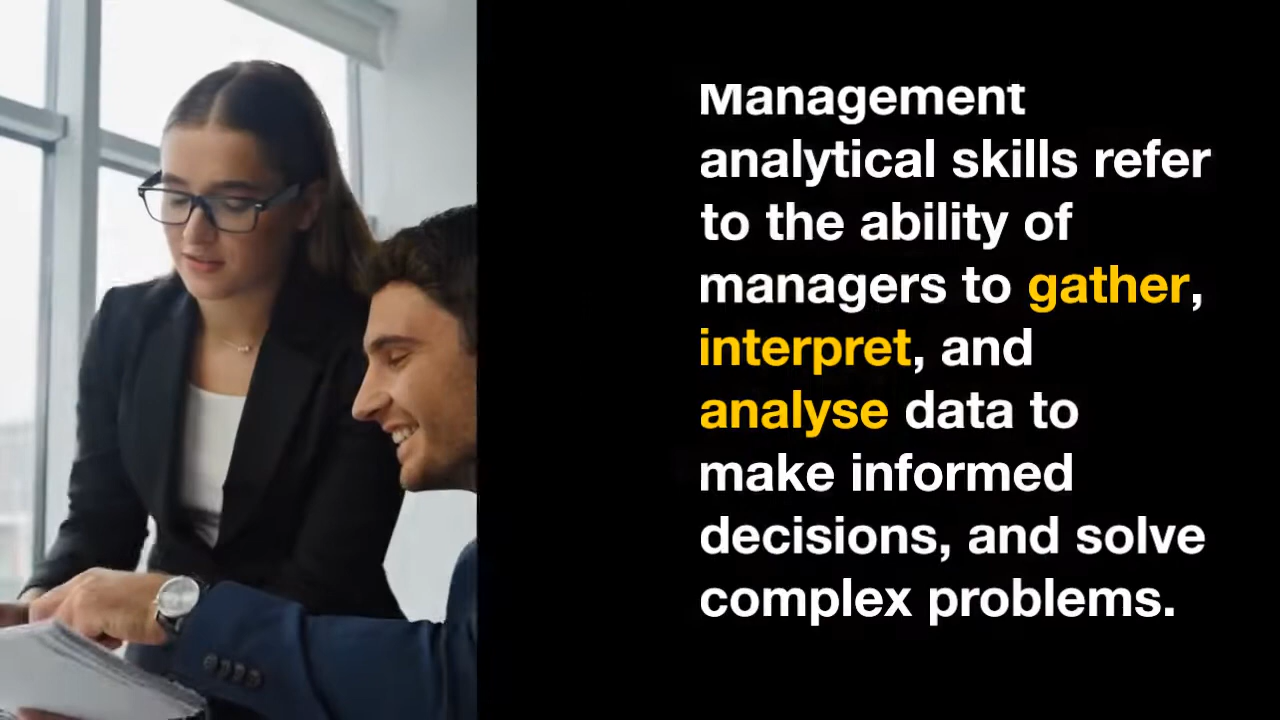 Management
analytical skills refer
to the ability of
managers to gather,
interpret, and
analyse data to
make informed
decisions, and solve
complex problems.